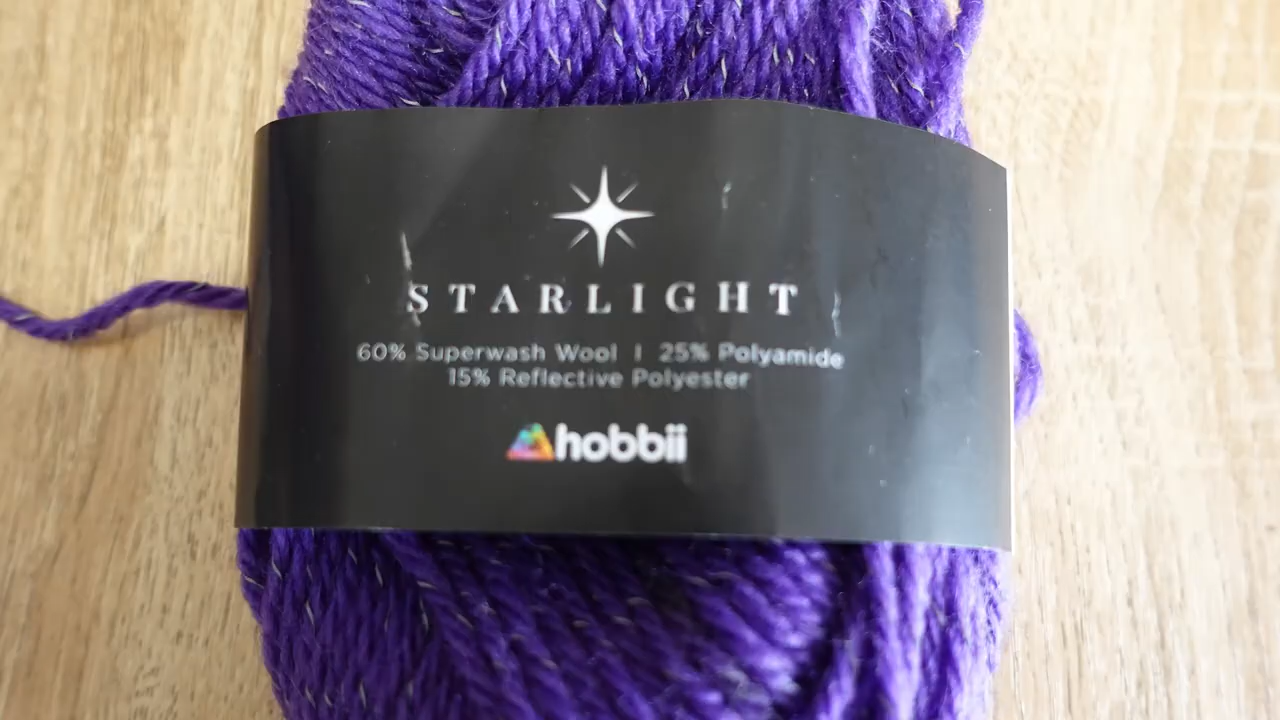 STARLIGHT
60% Superwash Wool | 25% Polyamide
15% Reflective Polyester
hobbii